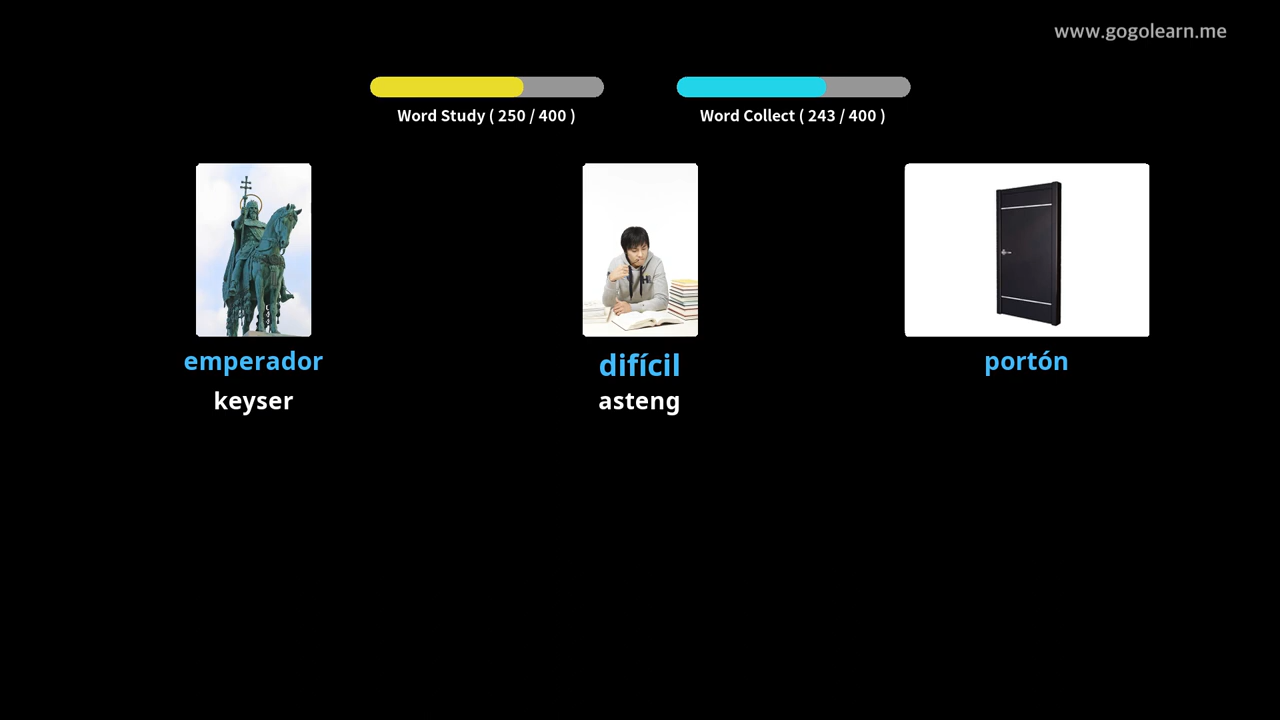 www.gogolearn.me
Word Study ( 250 / 400 )
Word Collect ( 243 / 400 )
emperador
difícil
portón
keyser
asteng